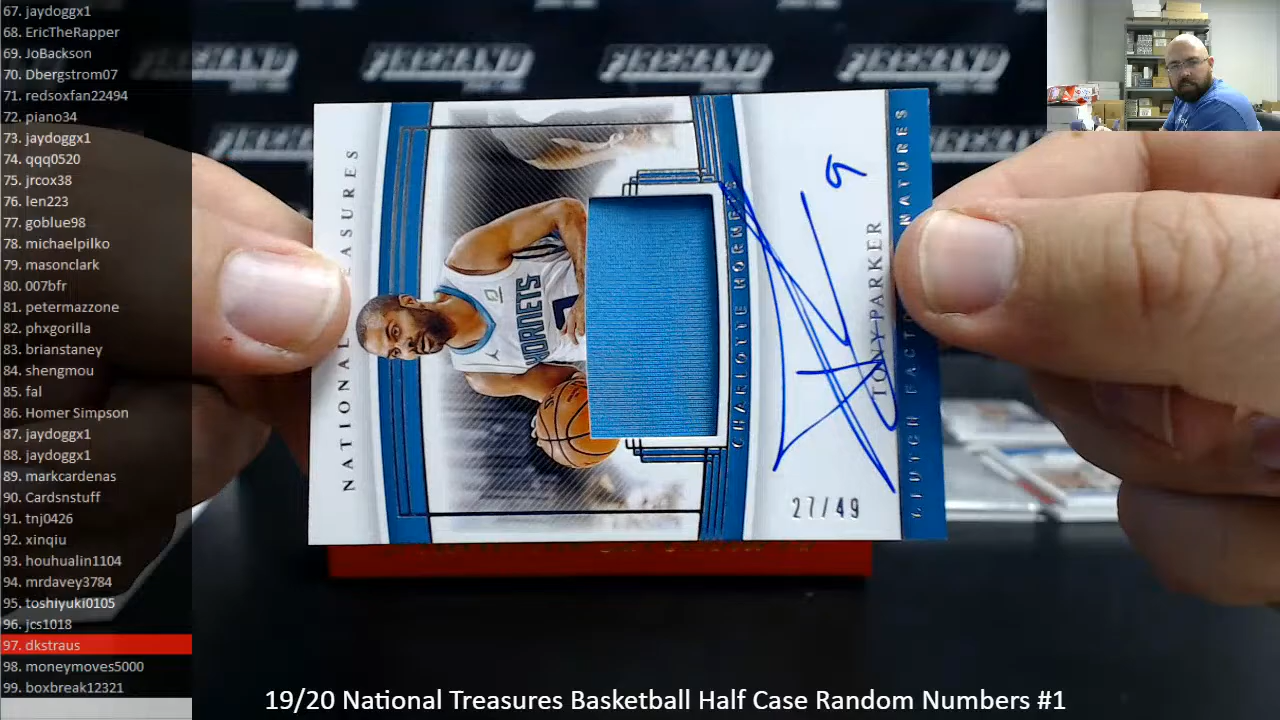 67. jaydoggx1
68. EricTheRapper
69. JoBackson
70. Dbergstrom07
71. redsoxfan22494
72. piano34
73. jaydoggx1
74. qqq0520
75. jrcox38
76. len223
77. goblue98
78. michaelpilko
79. masonclark
80. 007bfr
81. petermazzone
82. phxgorilla
83. brianstaney
84. shengmou
85. fal
86. Homer Simpson
87. jaydoggx1
88. jaydoggx1
89. markcardenas
90. Cardsnstuff
91. tnj0426
92. xinqiu
93. houhualin1104
94. mrdavey3784
95. toshiyuki0105
96. jcs1018
97. dkstraus
98. moneymoves5000
99. boxbreak12321
NATIONAL
HORNETS
CHARLOTTE HORNETS
9
TONY PARKER
27/49
CLUTCH
19/20 National Treasures Basketball Half Case Random Numbers #1